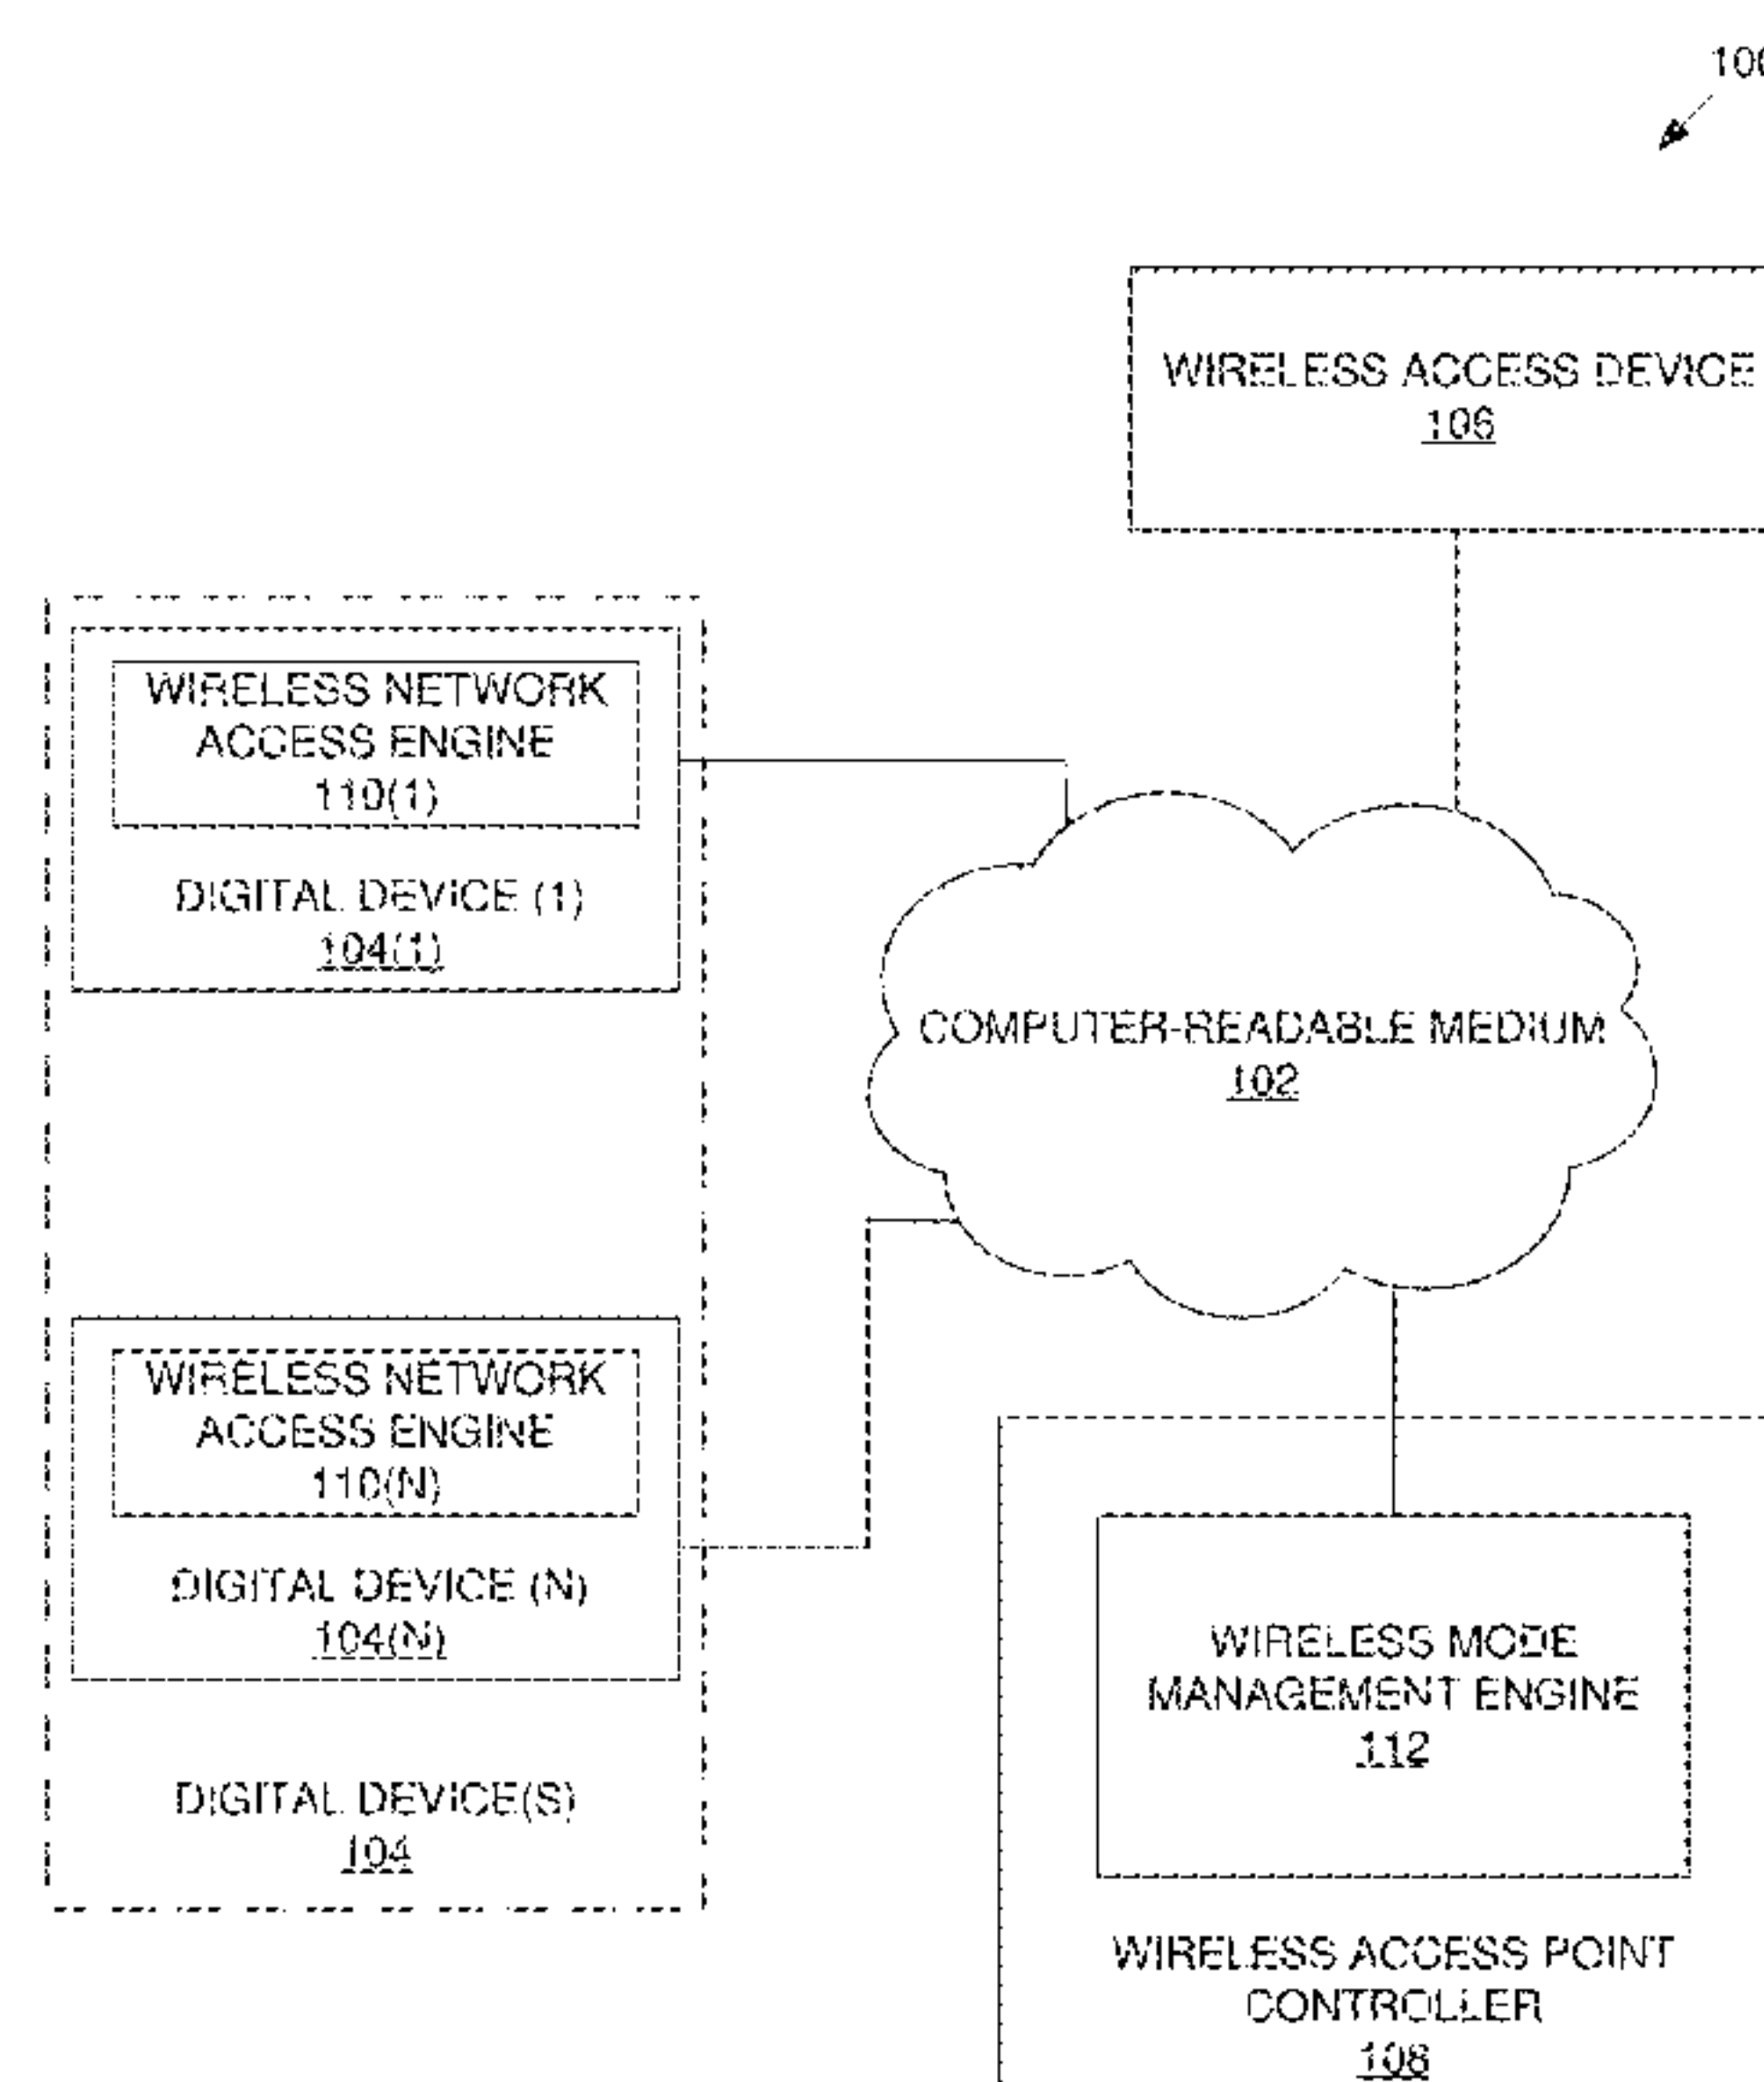 100
WIRELESS ACCESS DEVICE
106
WIRELESS NETWORK
ACCESS ENGINE
110(1)
DIGITAL DEVICE (1)
104(1)
COMPUTER-READABLE MEDIUM
102
WIRELESS NETWORK
ACCESS ENGINE
110(N)
DIGITAL DEVICE (N)
104(N)
DIGITAL DEVICE(S)
104
WIRELESS MODE
MANAGEMENT ENGINE
112
WIRELESS ACCESS POINT
CONTROLLER
108